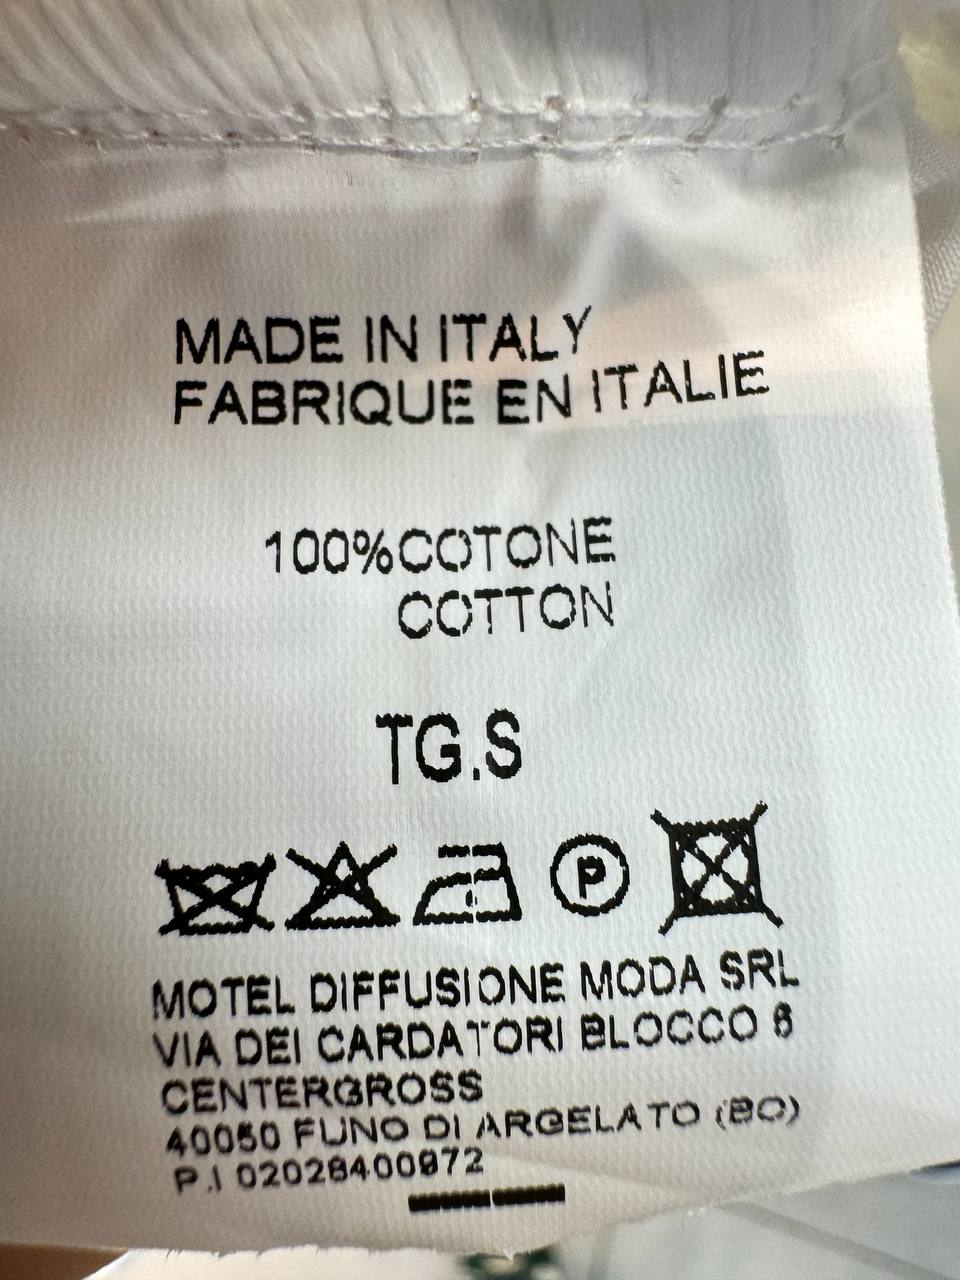 MADE IN ITALY
FABRIQUE EN ITALIE
100%COTONE
COTTON
TG.S
P
MOTEL DIFFUSIONE MODA SRL
VIA DEI CARDATORI BLOCCO 6
CENTERGROSS
40050 FUNO DI ARGELATO (BO)
P.I 02028400972